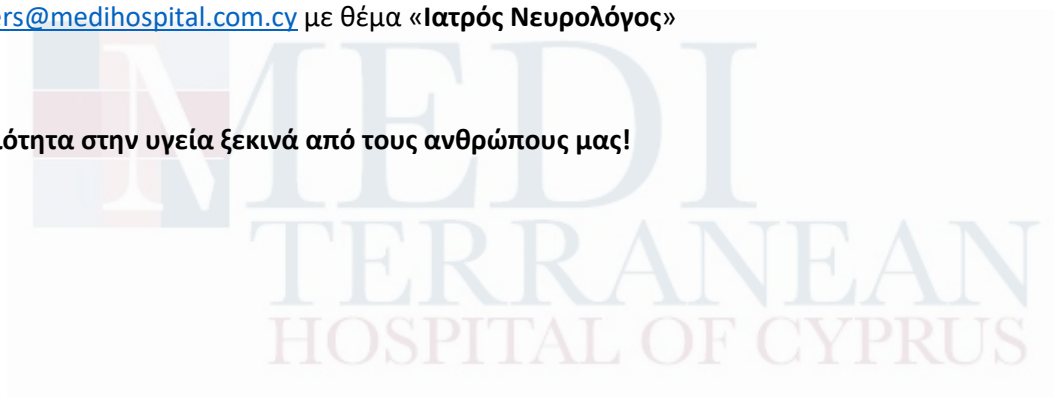 ers@medihospital.com.cy με θέμα «Ιατρός Νευρολόγος»
ότητα στην υγεία ξεκινά από τους ανθρώπους μας!
MEDI
TERRANEAN
HOSPITAL OF CYPRUS